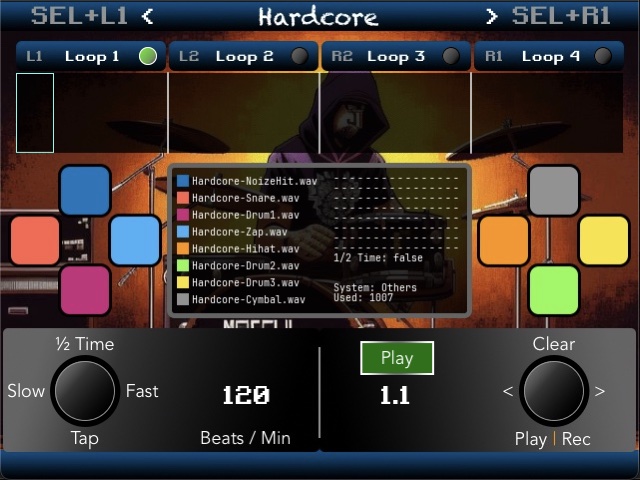 SEL+L1 < Hardcore > SEL+R1
L1 Loop 1 L2 Loop 2 R2 Loop 3 R1 Loop 4
Hardcore-NoizeHit.wav
Hardcore-Snare.wav
Hardcore-Drum1.wav
Hardcore-Zap.wav
Hardcore-Hihat.wav
Hardcore-Drum2.wav
Hardcore-Drum3.wav
Hardcore-Cymbal.wav
- - - - - - - - - - - - - - - -
- - - - - - - - - - - - - - - -
- - - - - - - - - - - - - - - -
- - - - - - - - - - - - - - - -
- - - - - - - - - - - - - - - -
- - - - - - - - - - - - - - - -
- - - - - - - - - - - - - - - -
- - - - - - - - - - - - - - - -
1/2 Time: false
System: Others
Used: 1007
½ Time
Slow Fast
Tap
120
Beats / Min
Play
1.1
Clear
< >
Play | Rec